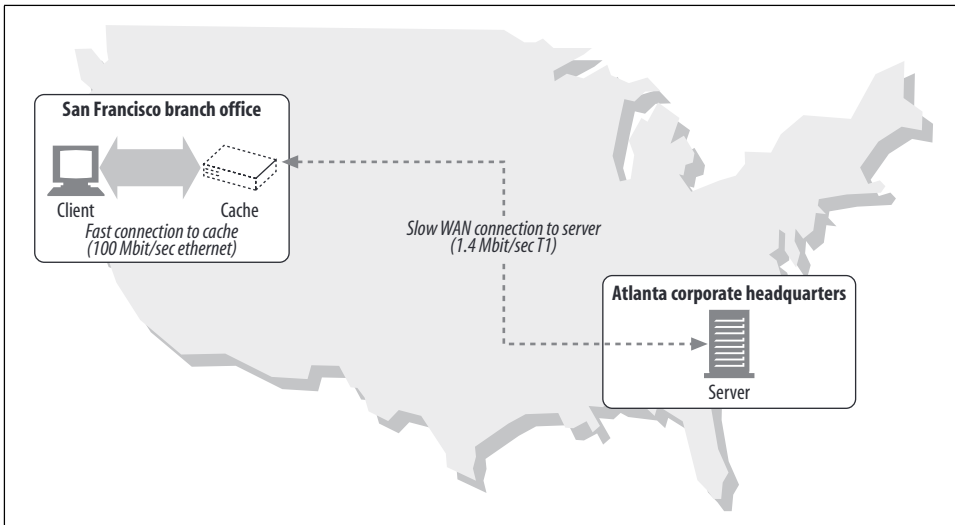 San Francisco branch office
Client
Cache
Fast connection to cache
(100 Mbit/sec ethernet)
Slow WAN connection to server
(1.4 Mbit/sec T1)
Atlanta corporate headquarters
Server